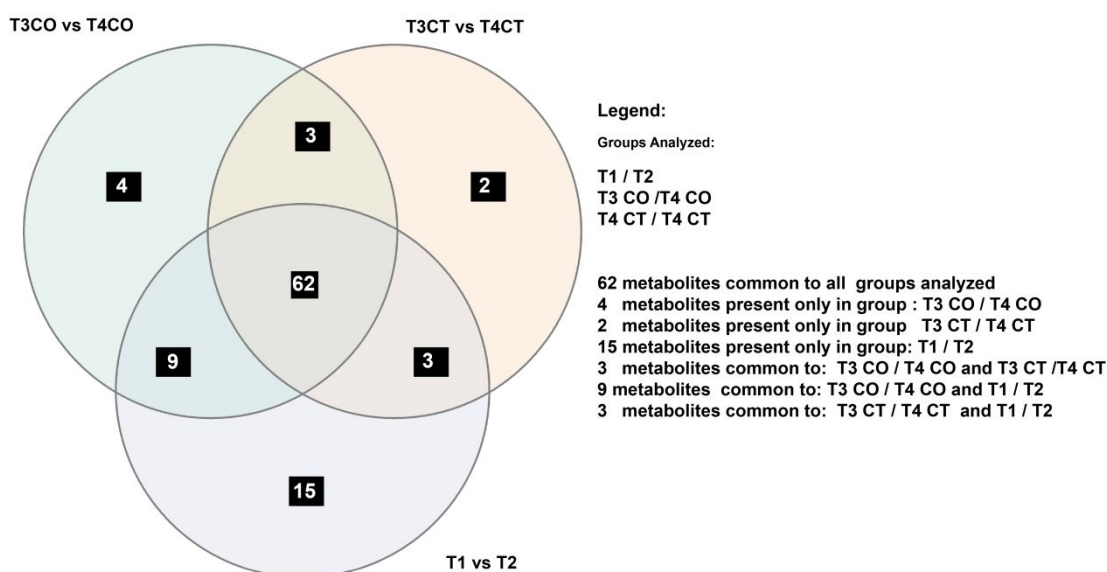 T3CO vs T4CO
T3CT vs T4CT
3
4
2
62
9
3
15
T1 vs T2
Legend:
Groups Analyzed:
T1 / T2
T3 CO /T4 CO
T4 CT / T4 CT
62 metabolites common to all groups analyzed
4 metabolites present only in group : T3 CO / T4 CO
2 metabolites present only in group T3 CT / T4 CT
15 metabolites present only in group: T1 / T2
3 metabolites common to: T3 CO / T4 CO and T3 CT /T4 CT
9 metabolites common to: T3 CO / T4 CO and T1 / T2
3 metabolites common to: T3 CT / T4 CT and T1 / T2